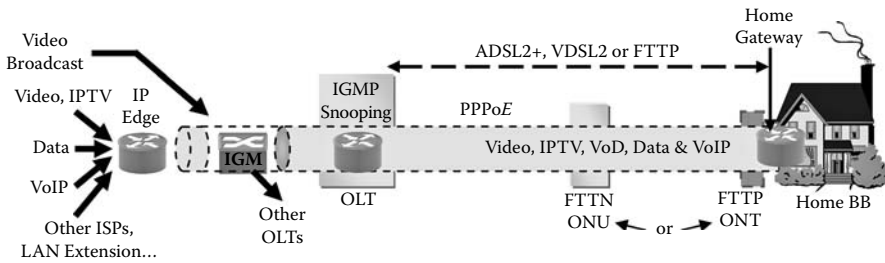 Video
Broadcast
Video, IPTV
IP
Edge
Data
VoIP
Other ISPs,
LAN Extension...
IGM
Other
OLTs
IGMP
Snooping
OLT
ADSL2+, VDSL2 or FTTP
PPPoE
Video, IPTV, VoD, Data & VoIP
FTTN
ONU
or
FTTP
ONT
Home
Gateway
Home BB